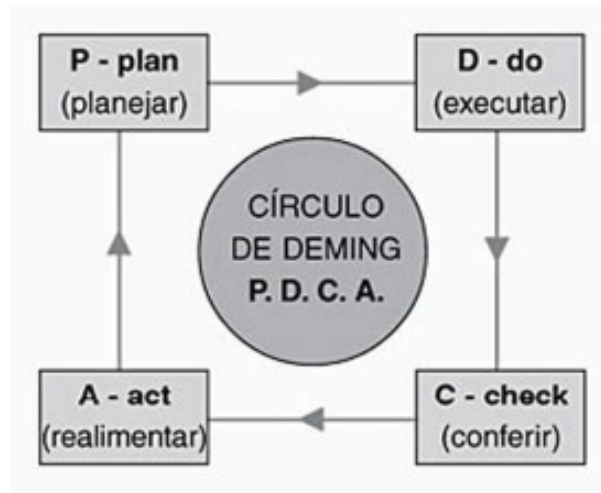 P - plan
(planejar)
D - do
(executar)
CÍRCULO
DE DEMING
P. D. C. A.
A - act
(realimentar)
C - check
(conferir)